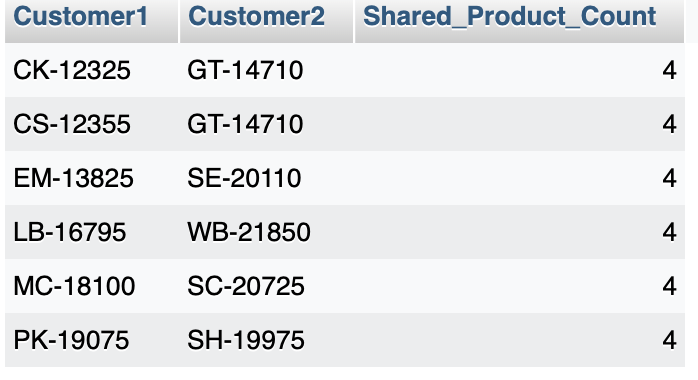 Customer1 Customer2 Shared_Product_Count
CK-12325 GT-14710 4
CS-12355 GT-14710 4
EM-13825 SE-20110 4
LB-16795 WB-21850 4
MC-18100 SC-20725 4
PK-19075 SH-19975 4